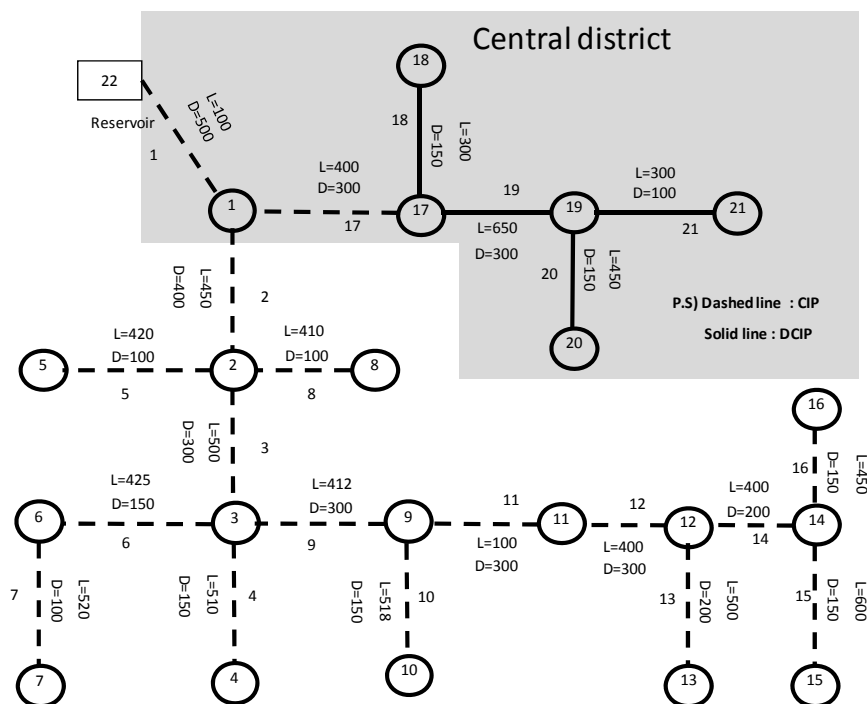 Central district
18
22
Reservoir
L=100
D=500
1
18
D=150
L=300
L=400
D=300
19
L=300
D=100
1
17
19
21
17
L=650
D=300
21
20
D=150
L=450
D=400
L=450
2
P.S) Dashed line : CIP
Solid line : DCIP
L=420
D=100
L=410
D=100
20
5
2
8
5
8
16
D=300
L=500
3
L=425
D=150
L=412
D=300
11
12
L=400
D=200
16
D=150
L=450
6
3
9
11
12
14
6
9
L=100
D=300
L=400
D=300
14
7
D=100
L=520
D=150
L=510
4
D=150
L=518
10
13
D=200
L=500
15
D=150
L=600
7
4
10
13
15